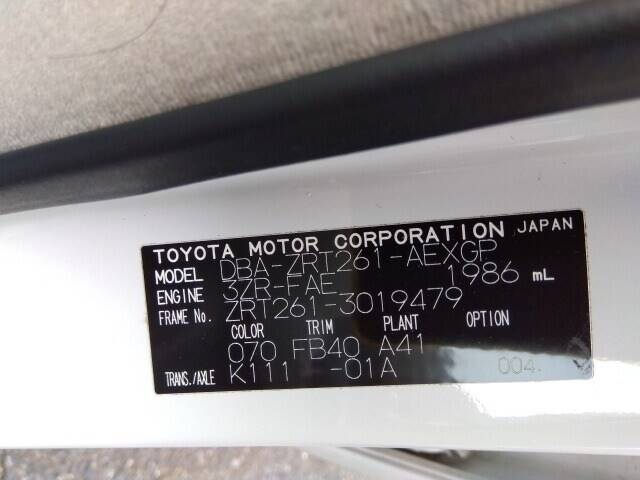 TOYOTA MOTOR CORPORATION JAPAN
MODEL DBA-ZRT261-AEXGP
ENGINE 3ZR-FAE 1986 mL
FRAME No. ZRT261-3019479
COLOR TRIM PLANT OPTION
070 FB40 A41
TRANS./AXLE K111 -01A 004.